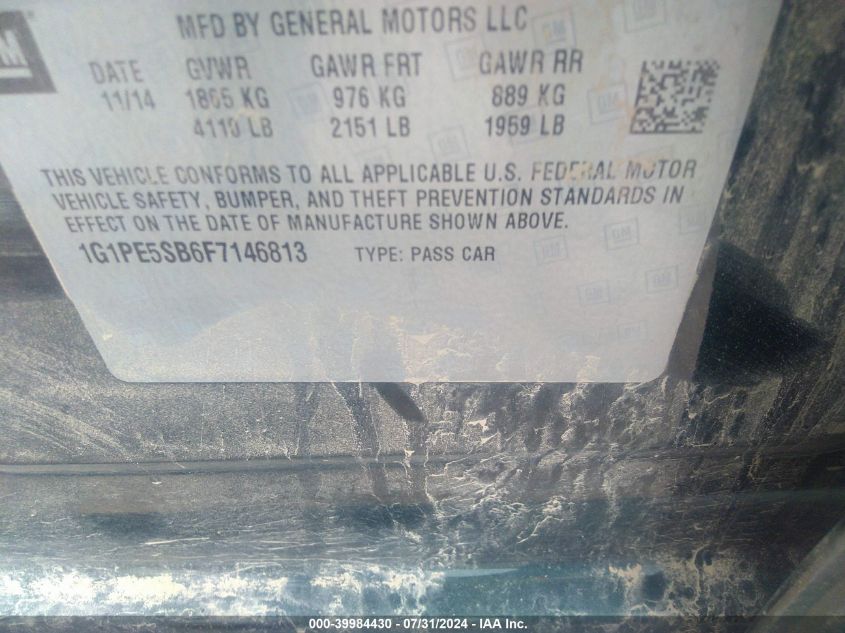 GM
MFD BY GENERAL MOTORS LLC
DATE GVWR GAWR FRT GAWR RR
11/14 1865 KG 976 KG 889 KG
4110 LB 2151 LB 1959 LB
THIS VEHICLE CONFORMS TO ALL APPLICABLE U.S. FEDERAL MOTOR
VEHICLE SAFETY, BUMPER, AND THEFT PREVENTION STANDARDS IN
EFFECT ON THE DATE OF MANUFACTURE SHOWN ABOVE.
1G1PE5SB6F7146813 TYPE: PASS CAR
000-39984430 - 07/31/2024 - IAA Inc.